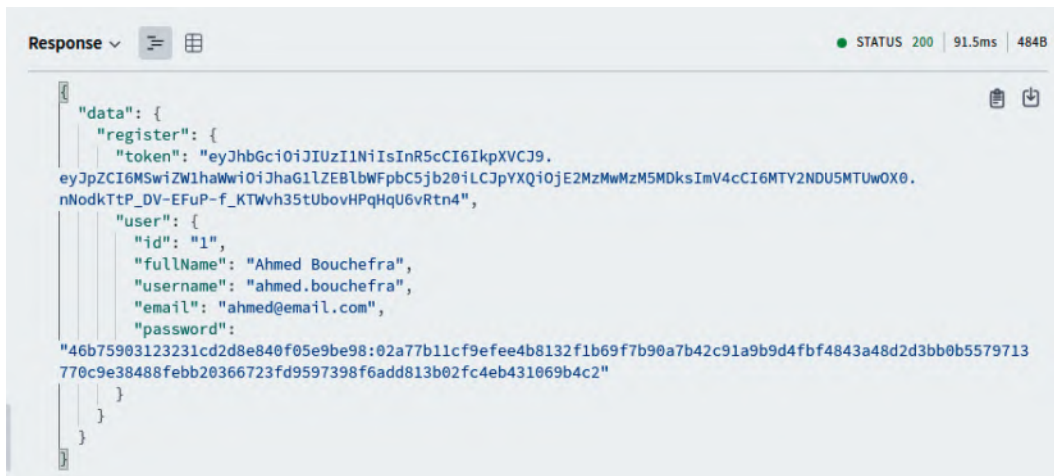 Response
STATUS 200 91.5ms 484B
{
"data": {
"register": {
"token": "eyJhbGciOiJIUzI1NiIsInR5cCI6IkpXVCJ9.
eyJpZCI6MSwiZW1haWwiOiJhaG1lZEBlbWFpbC5jb20iLCJpYXQiOjE2MzMwMzM5MDksImV4cCI6MTY2NDU5MTUwOX0.
nNodkTtP_DV-EFuP-f_KTWvh35tUbovHPqHqU6vRtn4",
"user": {
"id": "1",
"fullName": "Ahmed Bouchefra",
"username": "ahmed.bouchefra",
"email": "ahmed@email.com",
"password":
"46b75903123231cd2d8e840f05e9be98:02a77b11cf9efee4b8132f1b69f7b90a7b42c91a9b9d4fbf4843a48d2d3bb0b5579713
770c9e38488febb20366723fd9597398f6add813b02fc4eb431069b4c2"
}
}
}
}